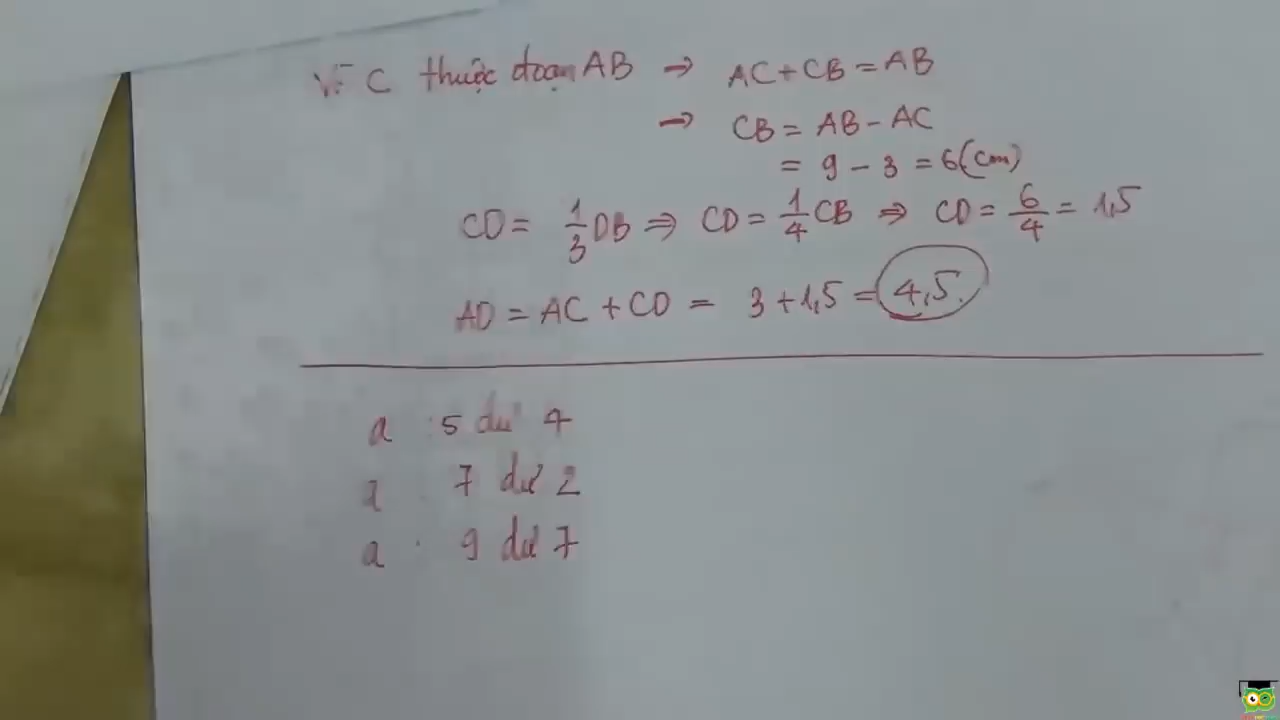 Vì C thuộc đoạn AB → AC + CB = AB
→ CB = AB - AC
= 9 - 3 = 6 (cm)
CD = 1/3 DB ⇒ CD = 1/4 CB ⇒ CD = 6/4 = 1,5
AD = AC + CD = 3 + 1,5 = 4,5.
a : 5 dư 4
a : 7 dư 2
a : 9 dư 7